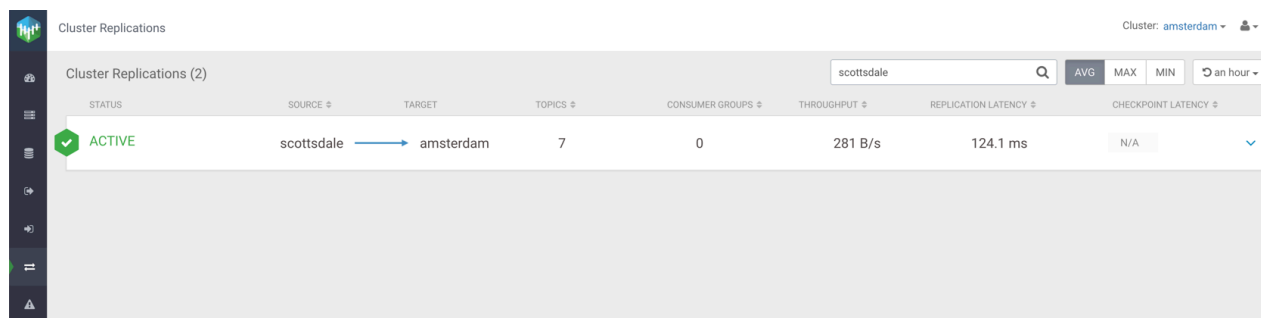 Cluster Replications Cluster: amsterdam
Cluster Replications (2) scottsdale AVG MAX MIN an hour
STATUS SOURCE TARGET TOPICS CONSUMER GROUPS THROUGHPUT REPLICATION LATENCY CHECKPOINT LATENCY
ACTIVE scottsdale amsterdam 7 0 281 B/s 124.1 ms N/A